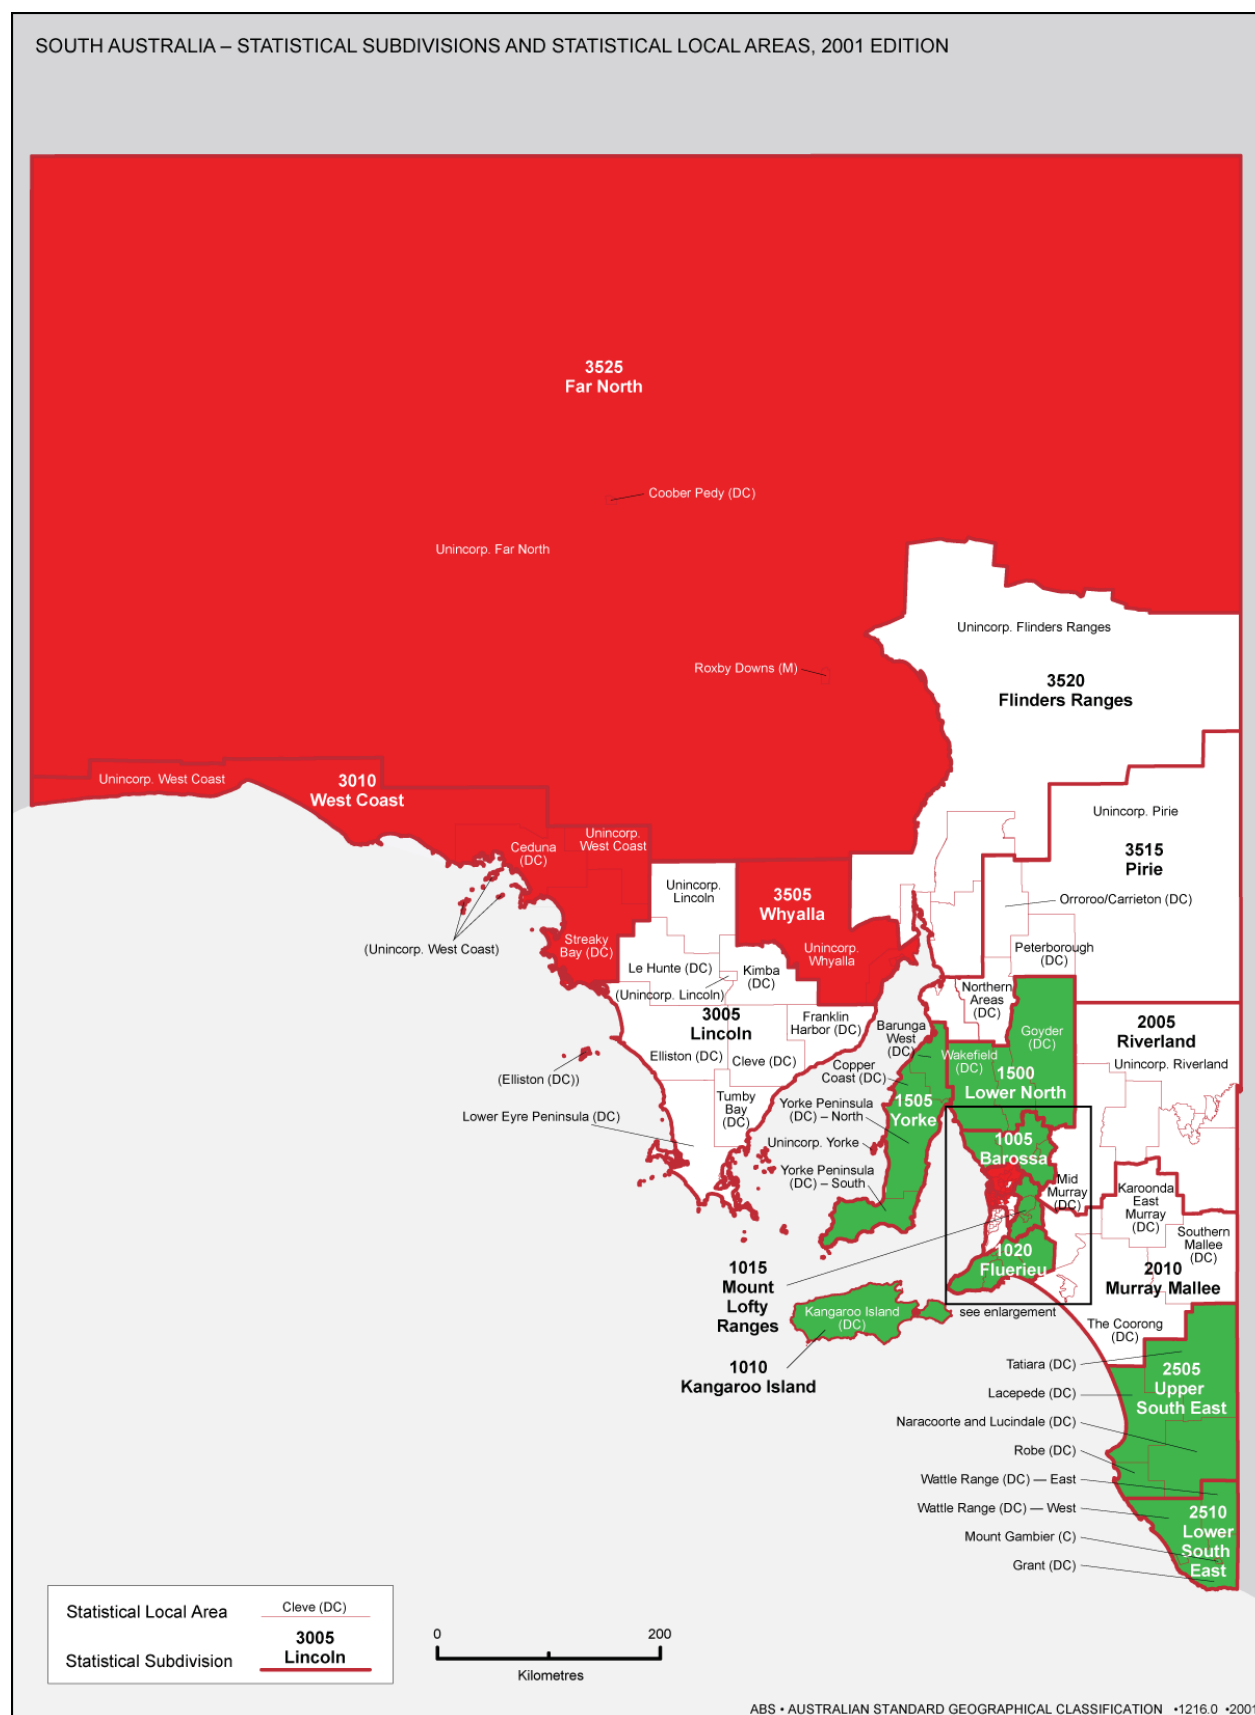 SOUTH AUSTRALIA – STATISTICAL SUBDIVISIONS AND STATISTICAL LOCAL AREAS, 2001 EDITION
3525
Far North
Coober Pedy (DC)
Unincorp. Far North
Unincorp. Flinders Ranges
Roxby Downs (M)
3520
Flinders Ranges
Unincorp. West Coast
3010
West Coast
Unincorp. Pirie
Unincorp.
West Coast
Ceduna
(DC)
3515
Pirie
Unincorp.
Lincoln
3505
Whyalla
Orroroo/Carrieton (DC)
(Unincorp. West Coast)
Streaky
Bay (DC)
Unincorp.
Whyalla
Peterborough
(DC)
Le Hunte (DC)
Kimba
(DC)
(Unincorp. Lincoln)
Northern
Areas
(DC)
3005
Lincoln
Franklin
Harbor (DC)
Barunga
West
(DC)
Goyder
(DC)
2005
Riverland
Elliston (DC)
Cleve (DC)
Wakefield
(DC)
Unincorp. Riverland
(Elliston (DC))
Copper
Coast (DC)
1500
Lower North
Tumby
Bay
(DC)
Lower Eyre Peninsula (DC)
Yorke Peninsula
(DC) – North
1505
Yorke
Unincorp. Yorke
1005
Barossa
Yorke Peninsula
(DC) – South
Mid
Murray
(DC)
Karoonda
East
Murray
(DC)
Southern
Mallee
(DC)
1020
Fluerieu
2010
Murray Mallee
1015
Mount
Lofty
Ranges
Kangaroo Island
(DC)
see enlargement
The Coorong
(DC)
1010
Kangaroo Island
Tatiara (DC)
2505
Upper
South East
Lacepede (DC)
Naracoorte and Lucindale (DC)
Robe (DC)
Wattle Range (DC) — East
Wattle Range (DC) — West
2510
Lower
South
East
Mount Gambier (C)
Grant (DC)
Statistical Local Area
Cleve (DC)
Statistical Subdivision
3005
Lincoln
0 200
Kilometres
ABS • AUSTRALIAN STANDARD GEOGRAPHICAL CLASSIFICATION •1216.0 •2001